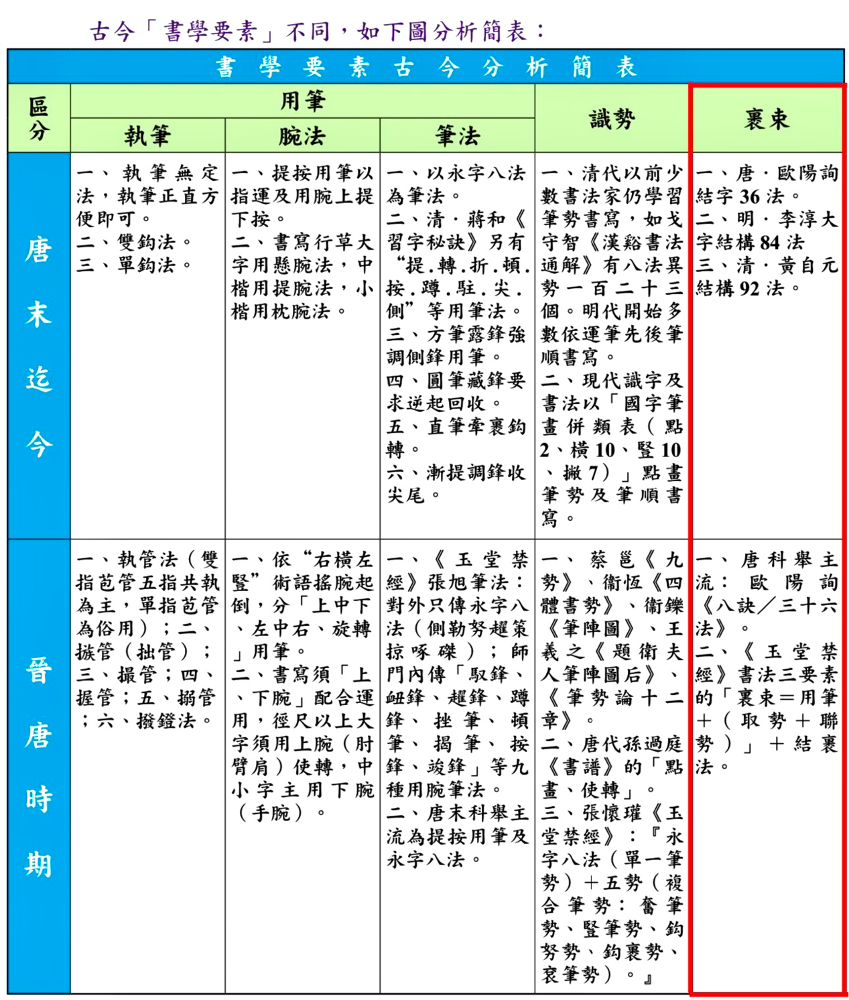 古今「書學要素」不同，如下圖分析簡表：
書學要素古今分析簡表
區分
用筆
識勢
裹束
執筆
腕法
筆法
唐末迄今
一、執筆無定
法，執筆正直方
便即可。
二、雙鈎法。
三、單鈎法。
一、提按用筆以
指運及用腕上提
下按。
二、書寫行草大
字用懸腕法，中
楷用提腕法，小
楷用枕腕法。
一、以永字八法
為筆法。
二、清．蔣和《
習字秘訣》另有
“提.轉.折.頓.
按.蹲.駐.尖.
側”等用筆法。
三、方筆露鋒強
調側鋒用筆。
四、圓筆藏鋒要
求逆起回收。
五、直筆牽裹鈎
轉。
六、漸提調鋒收
尖尾。
一、清代以前少
數書法家仍學習
筆勢書寫，如戈
守智《漢谿書法
通解》有八法異
勢一百二十三
個。明代開始多
數依運筆先後筆
順書寫。
二、現代識字及
書法以「國字筆
畫併類表（點
2、橫10、豎10
、撇7）」點畫
筆勢及筆順書
寫。
一、唐．歐陽詢
結字36法。
二、明．李淳大
字結構84法
三、清．黃自元
結構92法。
晉唐時期
一、執管法（雙
指苞管五指共執
為主，單指苞管
為俗用）；二、
搋管（拙管）；
三、撮管；四、
握管；五、搦管
；六、撥鐙法。
一、依“右橫左
豎”術語搖腕起
倒，分「上中下
、左中右、旋轉
」用筆。
二、書寫須「上
、下腕」配合運
用，徑尺以上大
字須用上腕（肘
臂肩）使轉，中
小字主用下腕
（手腕）。
一、《玉堂禁
經》張旭筆法：
對外只傳永字八
法（側勒努趯策
掠啄磔）；師
門內傳「馭鋒、
衄鋒、趯鋒、蹲
鋒、挫筆、頓
筆、揭筆、按
鋒、竣鋒」等九
種用腕筆法。
二、唐末科舉主
流為提按用筆及
永字八法。
一、蔡邕《九
勢》、衛恆《四
體書勢》、衛鑠
《筆陣圖》、王
羲之《題衛夫
人筆陣圖后》、
《筆勢論十二
章》。
二、唐代孫過庭
《書譜》的「點
畫、使轉」。
三、張懷瓘《玉
堂禁經》：『永
字八法（單一筆
勢）＋五勢（複
合筆勢：奮筆
勢、豎筆勢、鈎
努勢、鈎裹勢、
袞筆勢）。』
一、唐科舉主
流：歐陽詢
《八訣／三十六
法》。
二、《玉堂禁
經》書法三要素
的「裹束＝用筆
＋（取勢＋聯
勢）」＋結裹
法。